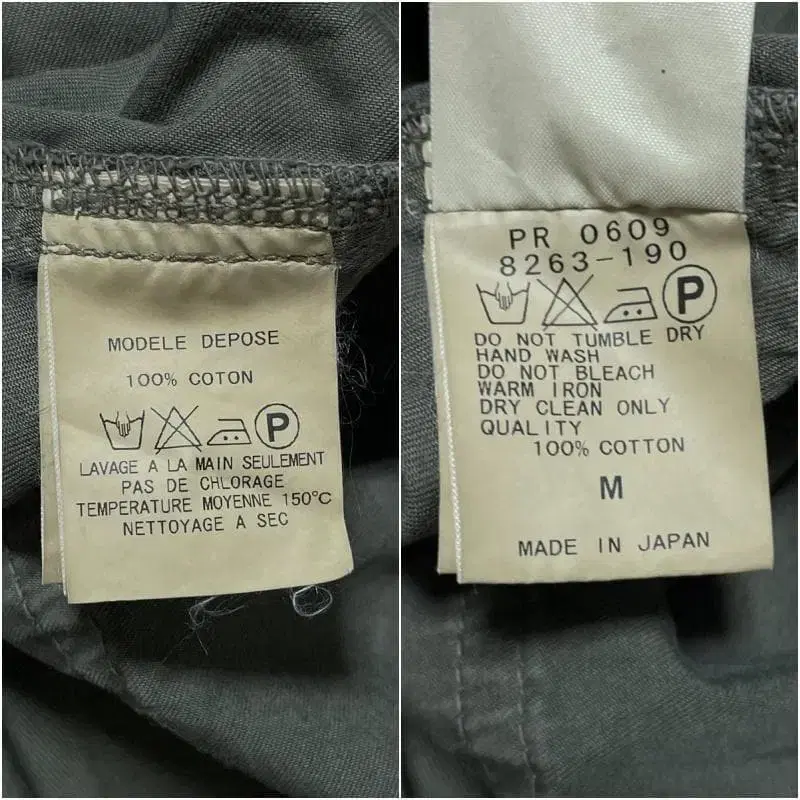 MODELE DEPOSE
100% COTON
P
LAVAGE A LA MAIN SEULEMENT
PAS DE CHLORAGE
TEMPERATURE MOYENNE 150°C
NETTOYAGE A SEC
PR 0609
8263-190
P
DO NOT TUMBLE DRY
HAND WASH
DO NOT BLEACH
WARM IRON
DRY CLEAN ONLY
QUALITY
100% COTTON
M
MADE IN JAPAN